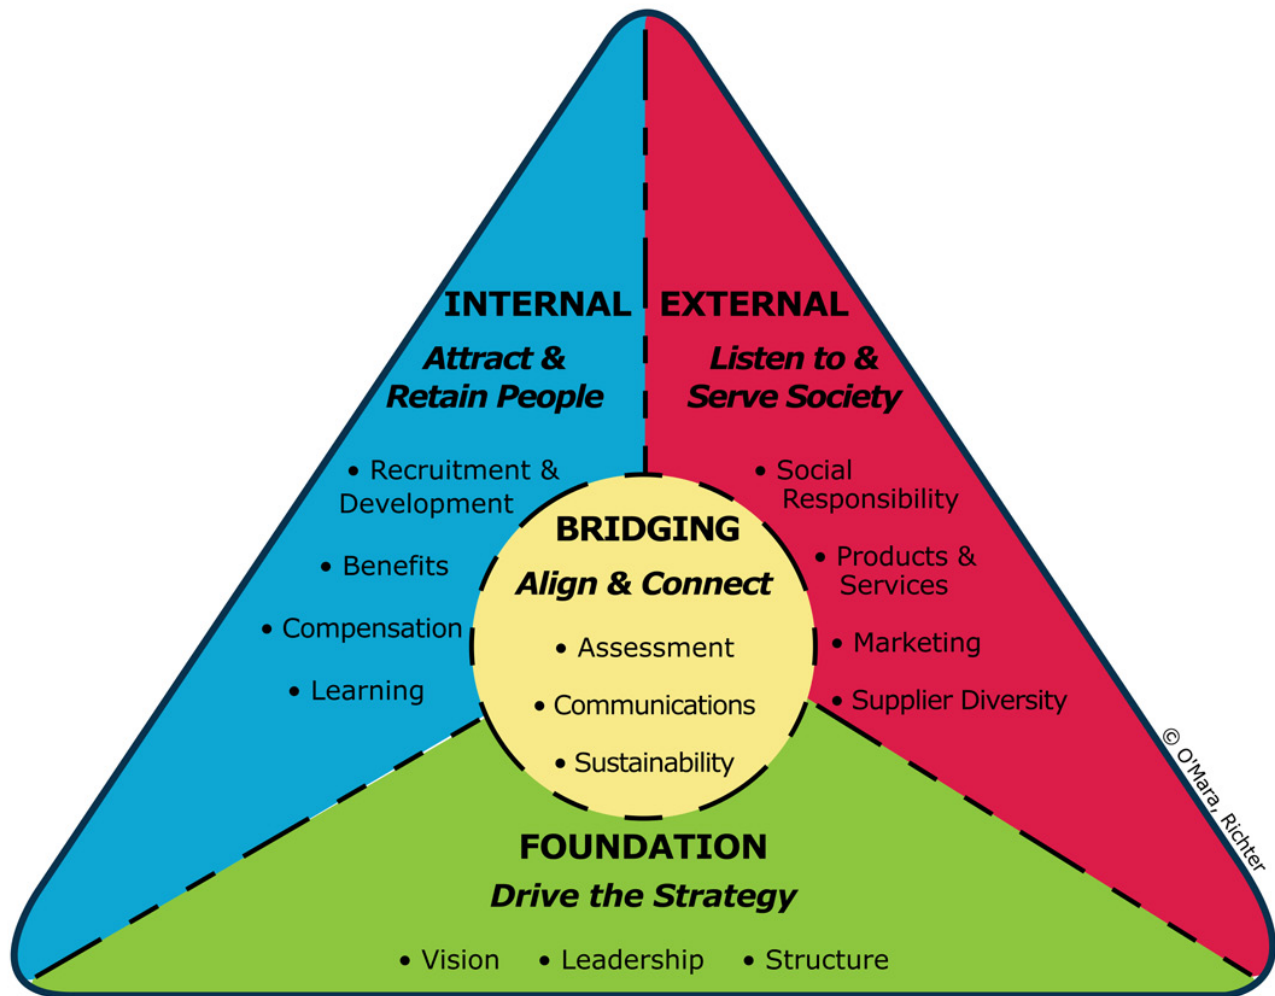 INTERNAL
Attract &
Retain People
• Recruitment &
Development
• Benefits
• Compensation
• Learning
EXTERNAL
Listen to &
Serve Society
• Social
Responsibility
• Products &
Services
• Marketing
• Supplier Diversity
BRIDGING
Align & Connect
• Assessment
• Communications
• Sustainability
FOUNDATION
Drive the Strategy
• Vision • Leadership • Structure
© O'Mara, Richter